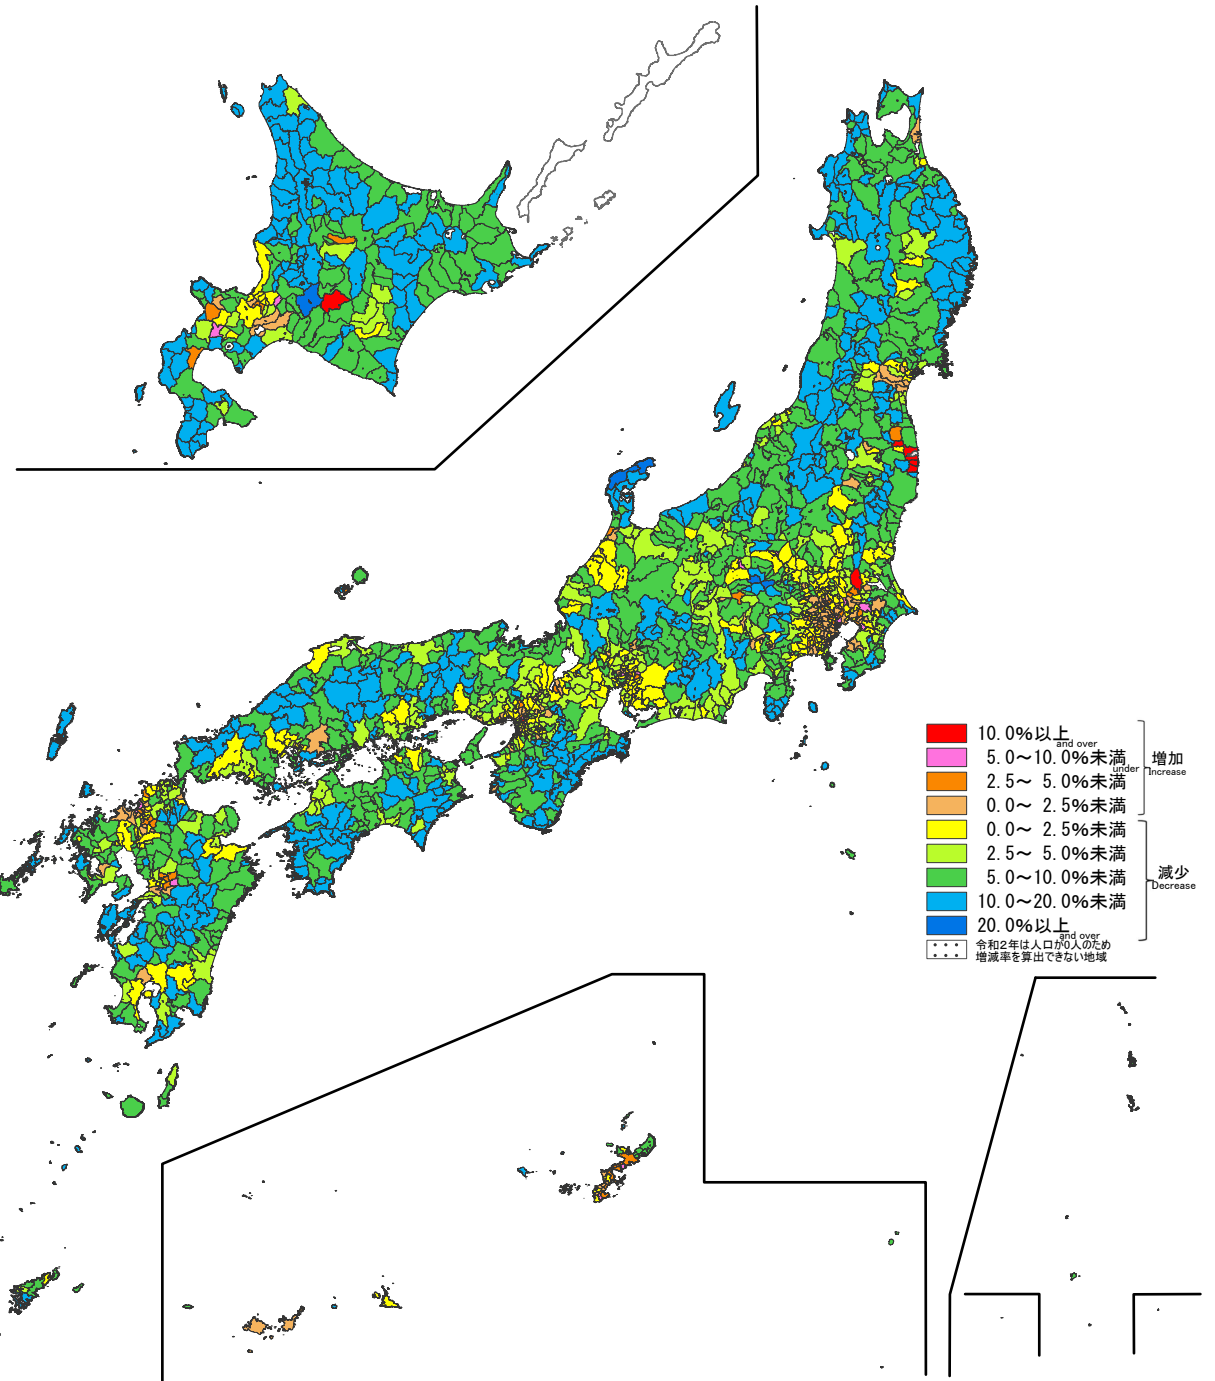 10.0%以上
and over
5.0～10.0%未満
under
2.5～ 5.0%未満
0.0～ 2.5%未満
増加
Increase
0.0～ 2.5%未満
2.5～ 5.0%未満
5.0～10.0%未満
10.0～20.0%未満
20.0%以上
and over
減少
Decrease
令和２年は人口が0人のため
増減率を算出できない地域